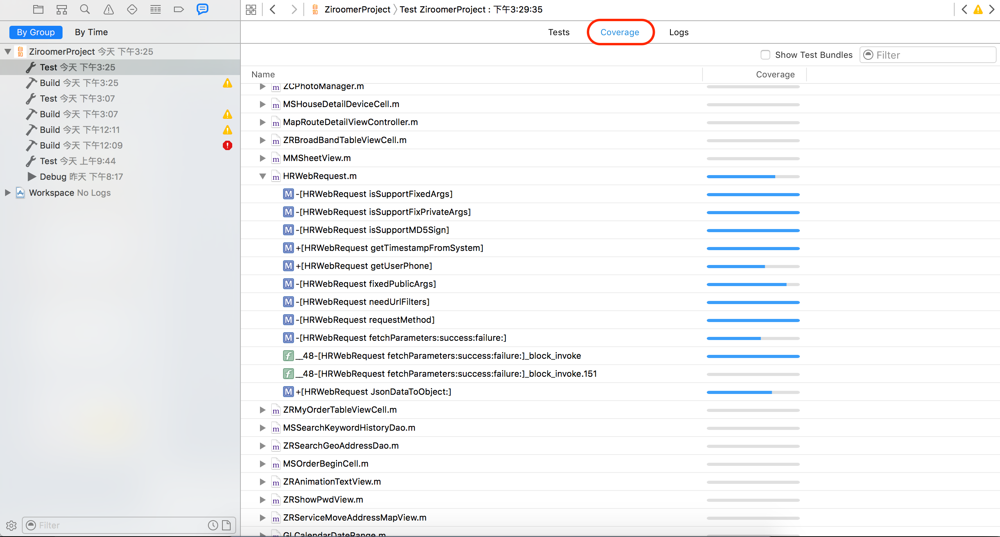 自如 ZiroomerProject 〉 Test ZiroomerProject : 下午3:29:35
By Group By Time
Tests Coverage Logs
自如 ZiroomerProject 今天 下午3:25
Test 今天 下午3:25
Build 今天 下午3:25
Test 今天 下午3:07
Build 今天 下午3:07
Build 今天 下午12:11
Build 今天 下午12:09
Test 今天 上午9:44
Debug 昨天 下午8:17
Workspace No Logs
Filter
Show Test Bundles Filter
Name Coverage
m ZCPhotoManager.m
m MSHouseDetailDeviceCell.m
m MapRouteDetailViewController.m
m ZRBroadBandTableViewCell.m
m MMSheetView.m
m HRWebRequest.m
M -[HRWebRequest isSupportFixedArgs]
M -[HRWebRequest isSupportFixPrivateArgs]
M -[HRWebRequest isSupportMD5Sign]
M +[HRWebRequest getTimestampFromSystem]
M +[HRWebRequest getUserPhone]
M -[HRWebRequest fixedPublicArgs]
M -[HRWebRequest needUrlFilters]
M -[HRWebRequest requestMethod]
M -[HRWebRequest fetchParameters:success:failure:]
f __48-[HRWebRequest fetchParameters:success:failure:]_block_invoke
f __48-[HRWebRequest fetchParameters:success:failure:]_block_invoke.151
M +[HRWebRequest JsonDataToObject:]
m ZRMyOrderTableViewCell.m
m MSSearchKeywordHistoryDao.m
m ZRSearchGeoAddressDao.m
m MSOrderBeginCell.m
m ZRAnimationTextView.m
m ZRShowPwdView.m
m ZRServiceMoveAddressMapView.m
m GLCalendarDateRange.m